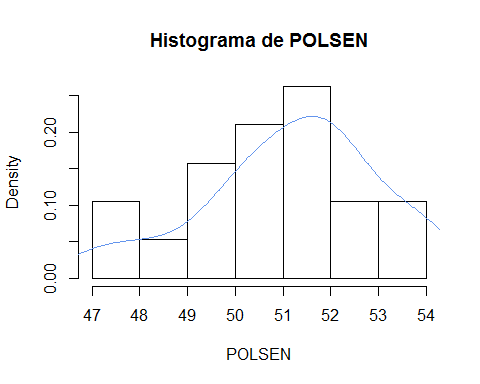 Histograma de POLSEN
Density
0.20
0.10
0.00
47 48 49 50 51 52 53 54
POLSEN